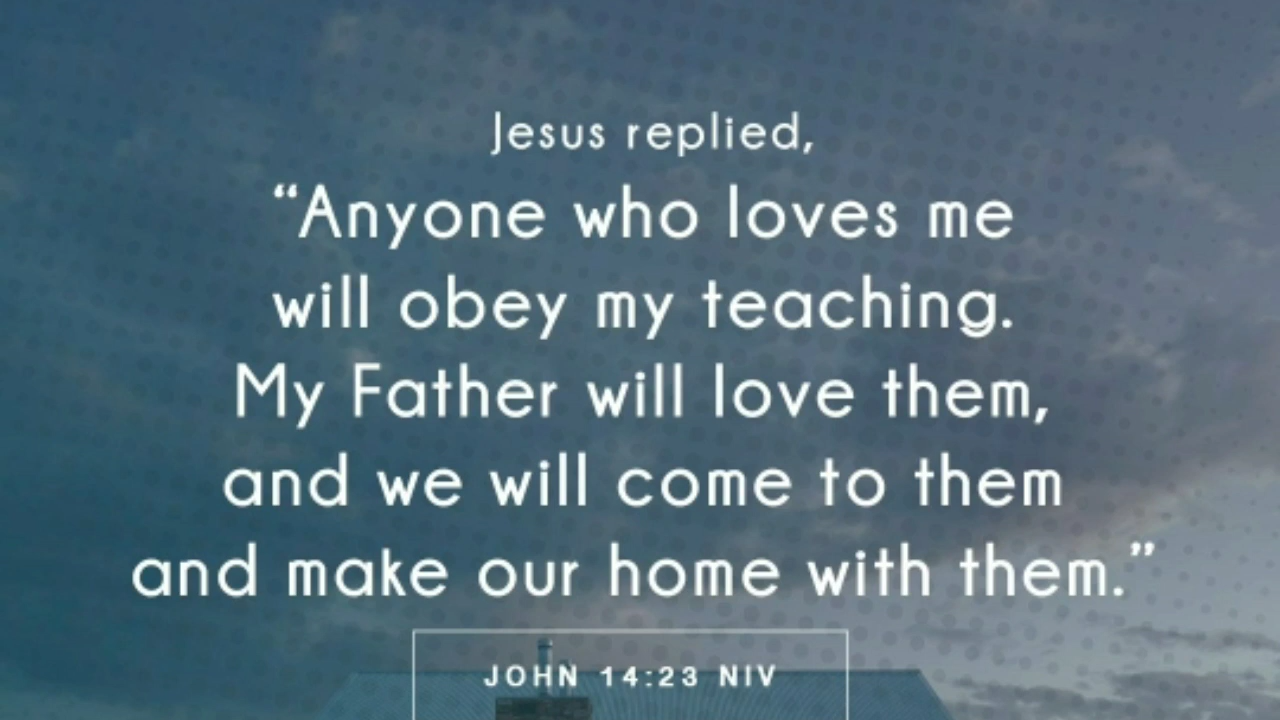 Jesus replied,
“Anyone who loves me
will obey my teaching.
My Father will love them,
and we will come to them
and make our home with them.”
JOHN 14:23 NIV